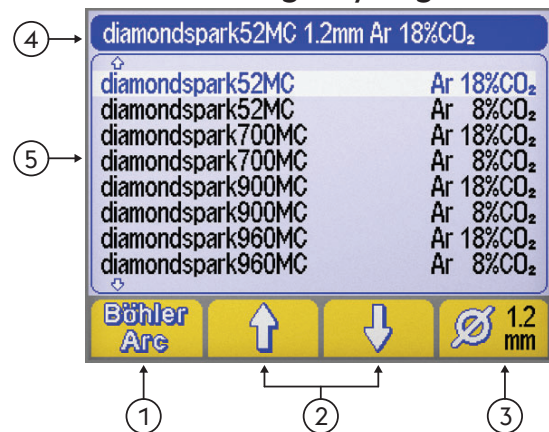 4
diamondspark52MC 1.2mm Ar 18%CO₂
5
diamondspark52MC Ar 18%CO₂
diamondspark52MC Ar 8%CO₂
diamondspark700MC Ar 18%CO₂
diamondspark700MC Ar 8%CO₂
diamondspark900MC Ar 18%CO₂
diamondspark900MC Ar 8%CO₂
diamondspark960MC Ar 18%CO₂
diamondspark960MC Ar 8%CO₂
Böhler
Arc
Ø 1.2
mm
1
2
3